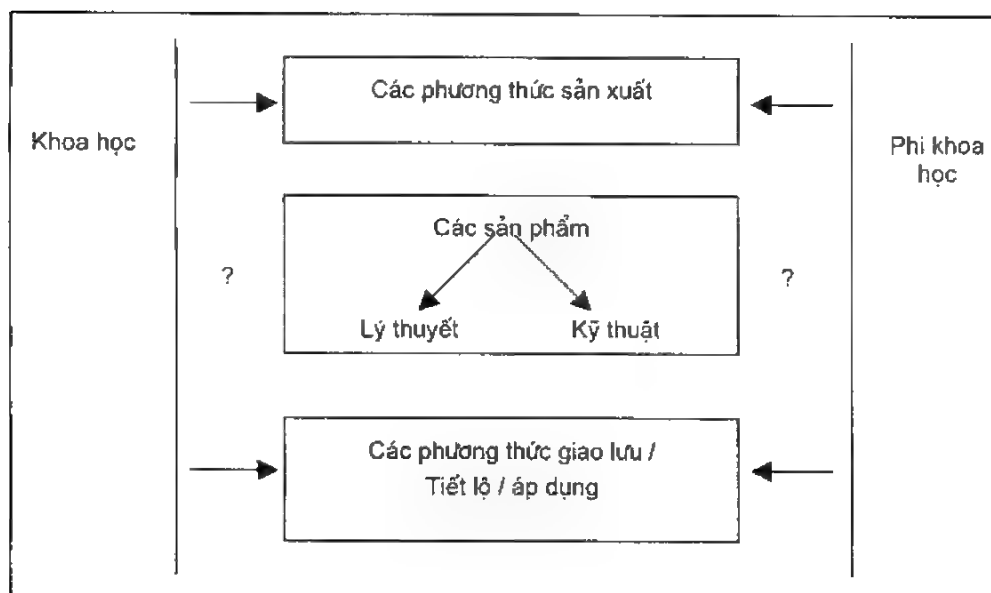 Các phương thức sản xuất
Khoa học
Phi khoa
học
Các sản phẩm
?
?
Lý thuyết
Kỹ thuật
Các phương thức giao lưu /
Tiết lộ / áp dụng